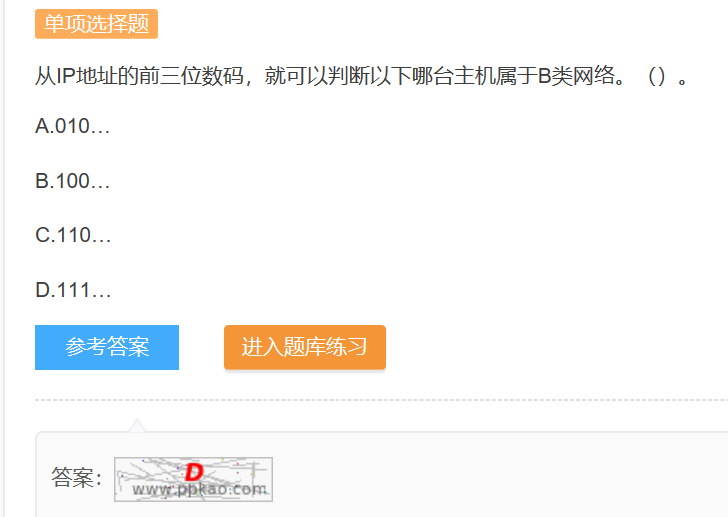 单项选择题
从IP地址的前三位数码，就可以判断以下哪台主机属于B类网络。（）。
A.010…
B.100…
C.110…
D.111…
参考答案 进入题库练习
答案： D
www.ppkao.com